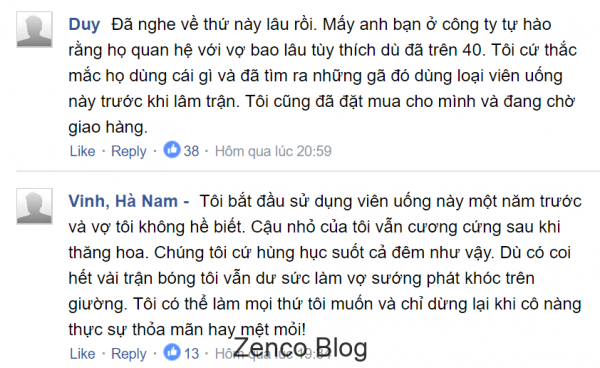 Duy Đã nghe về thứ này lâu rồi. Mấy anh bạn ở công ty tự hào
rằng họ quan hệ với vợ bao lâu tùy thích dù đã trên 40. Tôi cứ thắc
mắc họ dùng cái gì và đã tìm ra những gã đó dùng loại viên uống
này trước khi lâm trận. Tôi cũng đã đặt mua cho mình và đang chờ
giao hàng.
Like · Reply · 38 · Hôm qua lúc 20:59
Vinh, Hà Nam - Tôi bắt đầu sử dụng viên uống này một năm trước
và vợ tôi không hề biết. Cậu nhỏ của tôi vẫn cương cứng sau khi
thăng hoa. Chúng tôi cứ hùng hục suốt cả đêm như vậy. Dù có coi
hết vài trận bóng tôi vẫn dư sức làm vợ sướng phát khóc trên
giường. Tôi có thể làm mọi thứ tôi muốn và chỉ dừng lại khi cô nàng
thực sự thỏa mãn hay mệt mỏi!
Like · Reply · 13 · Hôm qua lúc
Zenco Blog